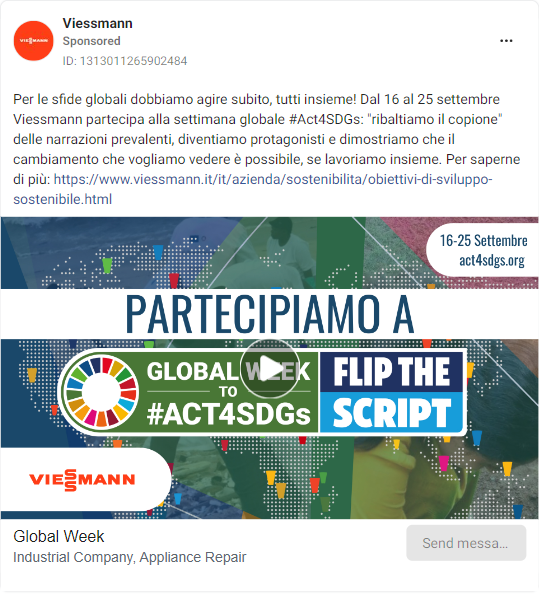 Viessmann
Sponsored
ID: 1313011265902484
VIESSMANN
Per le sfide globali dobbiamo agire subito, tutti insieme! Dal 16 al 25 settembre
Viessmann partecipa alla settimana globale #Act4SDGs: "ribaltiamo il copione"
delle narrazioni prevalenti, diventiamo protagonisti e dimostriamo che il
cambiamento che vogliamo vedere è possibile, se lavoriamo insieme. Per saperne
di più: https://www.viessmann.it/it/azienda/sostenibilita/obiettivi-di-sviluppo-
sostenibile.html
16-25 Settembre
act4sdgs.org
PARTECIPIAMO A
GLOBAL WEEK
TO
#ACT4SDGs
FLIP THE
SCRIPT
VIESSMANN
Global Week
Industrial Company, Appliance Repair
Send messa...